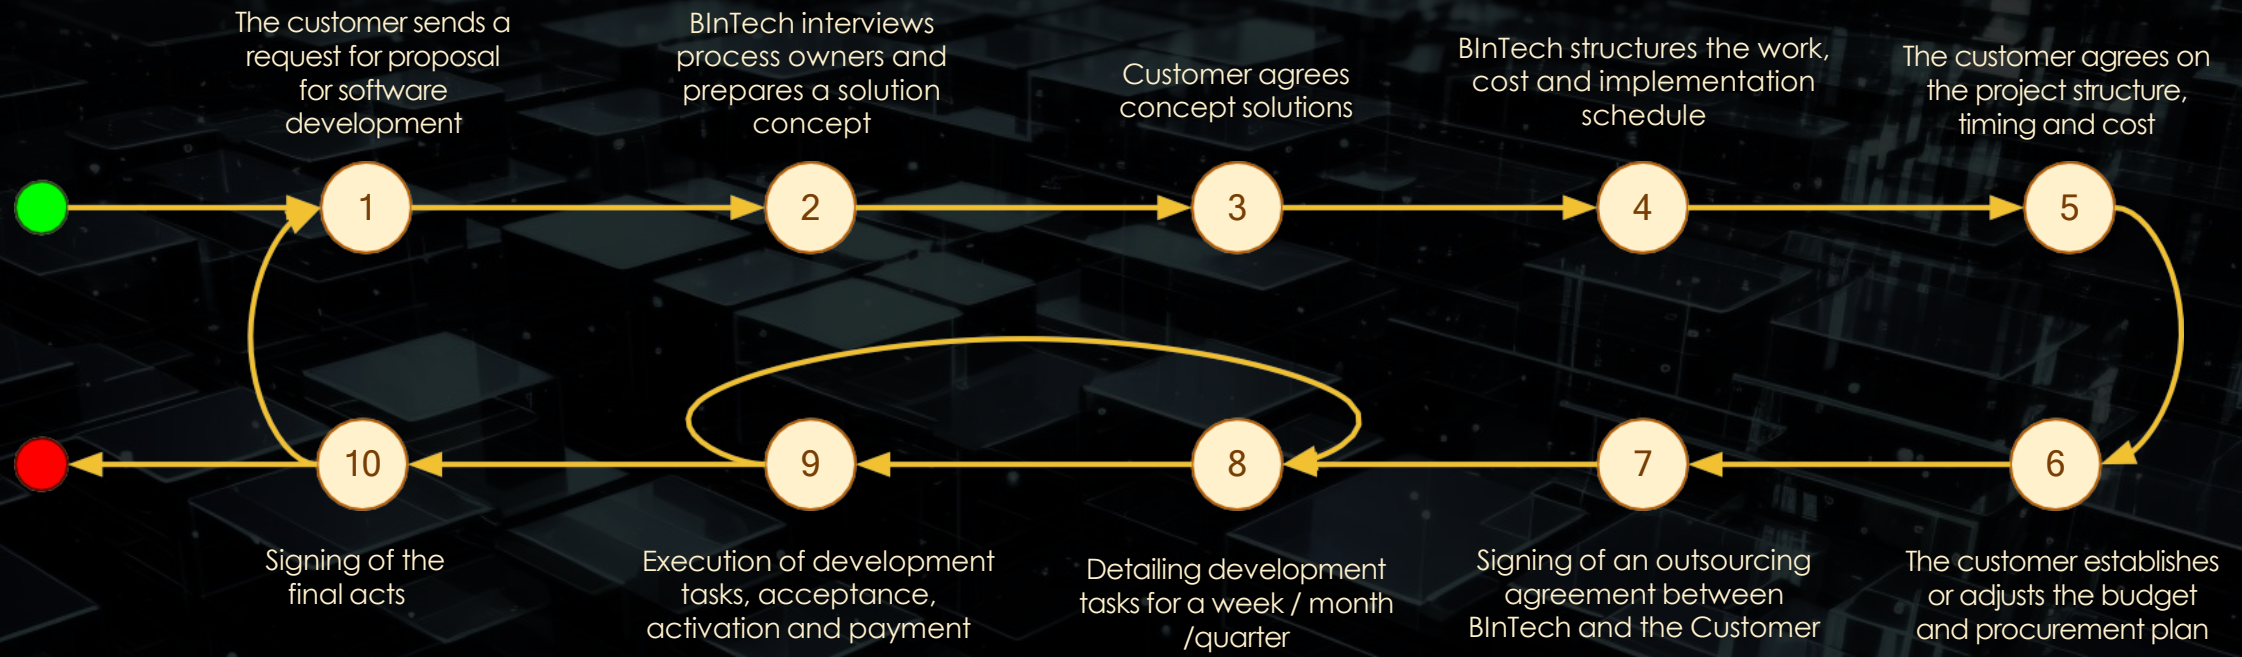 The customer sends a
request for proposal
for software
development
BInTech interviews
process owners and
prepares a solution
concept
Customer agrees
concept solutions
BInTech structures the work,
cost and implementation
schedule
The customer agrees on
the project structure,
timing and cost
1
2
3
4
5
10
9
8
7
6
Signing of the
final acts
Execution of development
tasks, acceptance,
activation and payment
Detailing development
tasks for a week / month
/quarter
Signing of an outsourcing
agreement between
BInTech and the Customer
The customer establishes
or adjusts the budget
and procurement plan